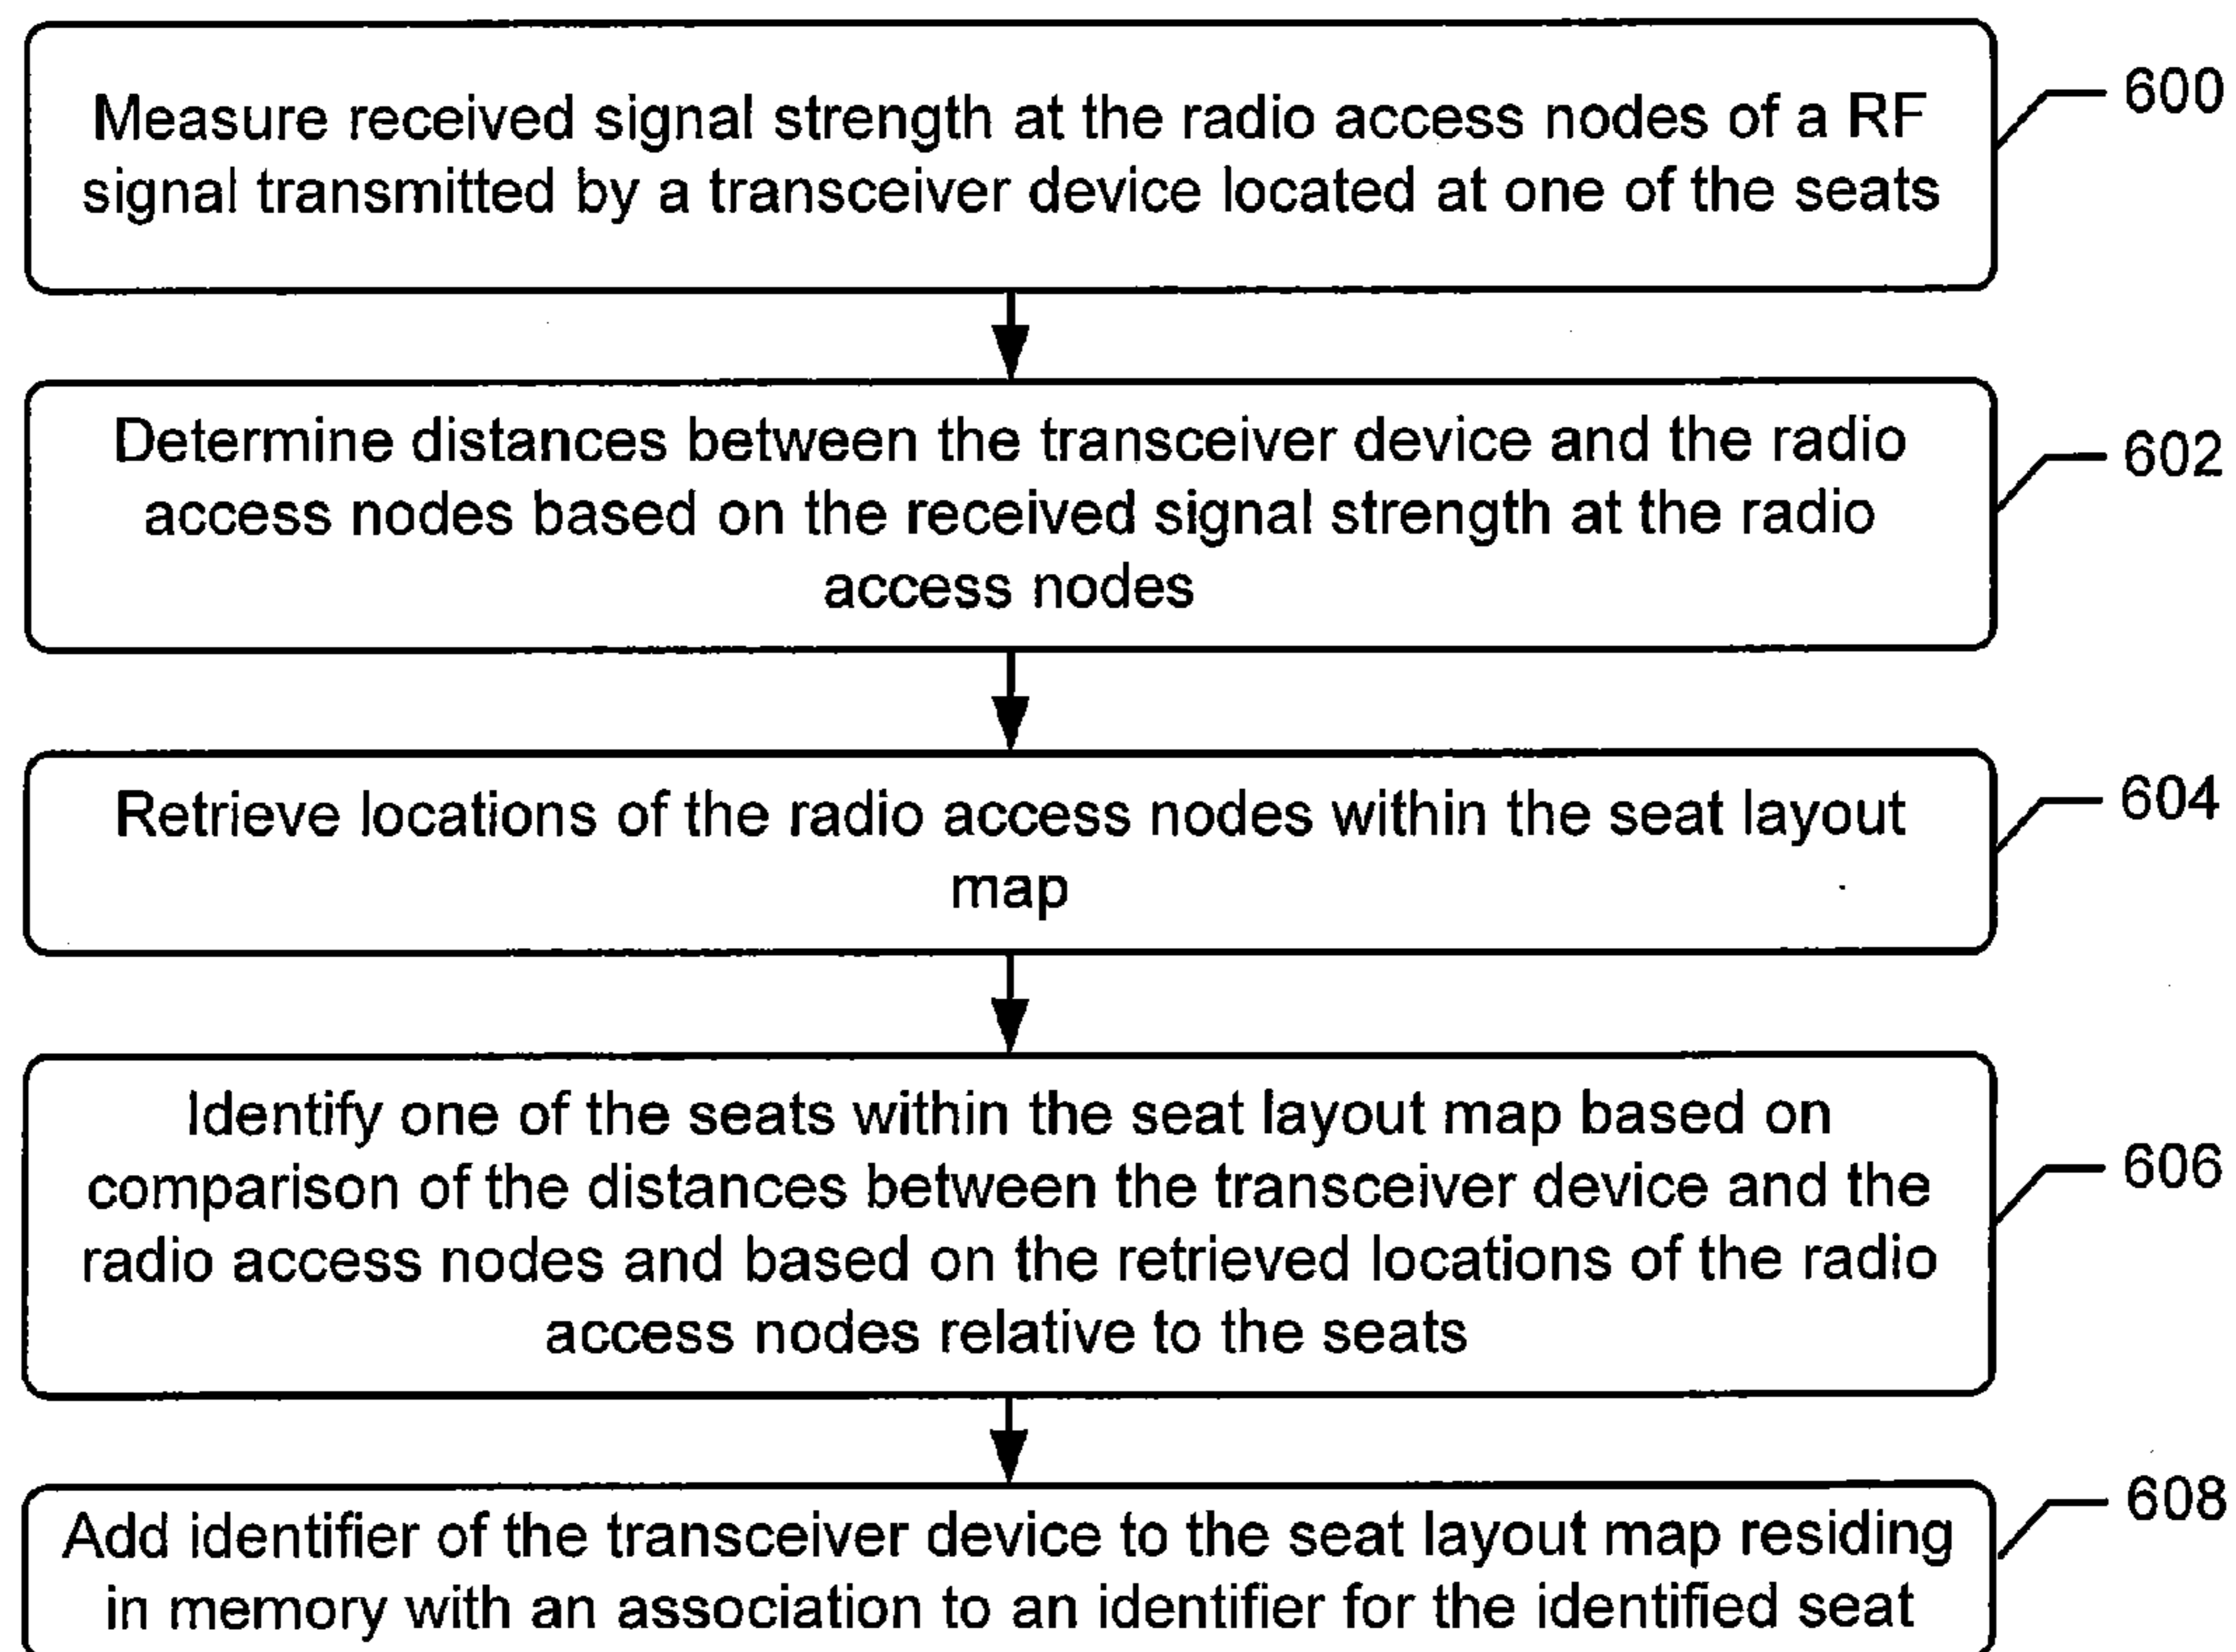 Measure received signal strength at the radio access nodes of a RF
signal transmitted by a transceiver device located at one of the seats
600
Determine distances between the transceiver device and the radio
access nodes based on the received signal strength at the radio
access nodes
602
Retrieve locations of the radio access nodes within the seat layout
map
604
Identify one of the seats within the seat layout map based on
comparison of the distances between the transceiver device and the
radio access nodes and based on the retrieved locations of the radio
access nodes relative to the seats
606
Add identifier of the transceiver device to the seat layout map residing
in memory with an association to an identifier for the identified seat
608